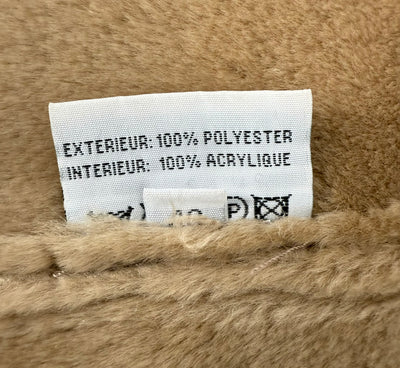 EXTERIEUR: 100% POLYESTER
INTERIEUR: 100% ACRYLIQUE
P